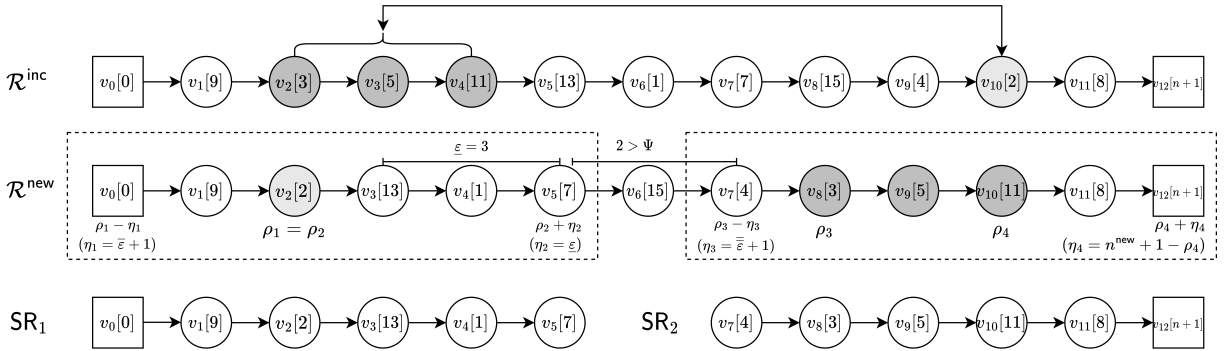 𝓡^inc v₀[0] v₁[9] v₂[3] v₃[5] v₄[11] v₅[13] v₆[1] v₇[7] v₈[15] v₉[4] v₁₀[2] v₁₁[8] v₁₂[n + 1]
ε̲ = 3 2 > Ψ
𝓡^new v₀[0] v₁[9] v₂[2] v₃[13] v₄[1] v₅[7] v₆[15] v₇[4] v₈[3] v₉[5] v₁₀[11] v₁₁[8] v₁₂[n + 1]
ρ₁ − η₁ ρ₁ = ρ₂ ρ₂ + η₂ ρ₃ − η₃ ρ₃ ρ₄ ρ₄ + η₄
(η₁ = ε̅ + 1) (η₂ = ε̲) (η₃ = ε̿ + 1) (η₄ = n^new + 1 − ρ₄)
SR₁ v₀[0] v₁[9] v₂[2] v₃[13] v₄[1] v₅[7] SR₂ v₇[4] v₈[3] v₉[5] v₁₀[11] v₁₁[8] v₁₂[n + 1]